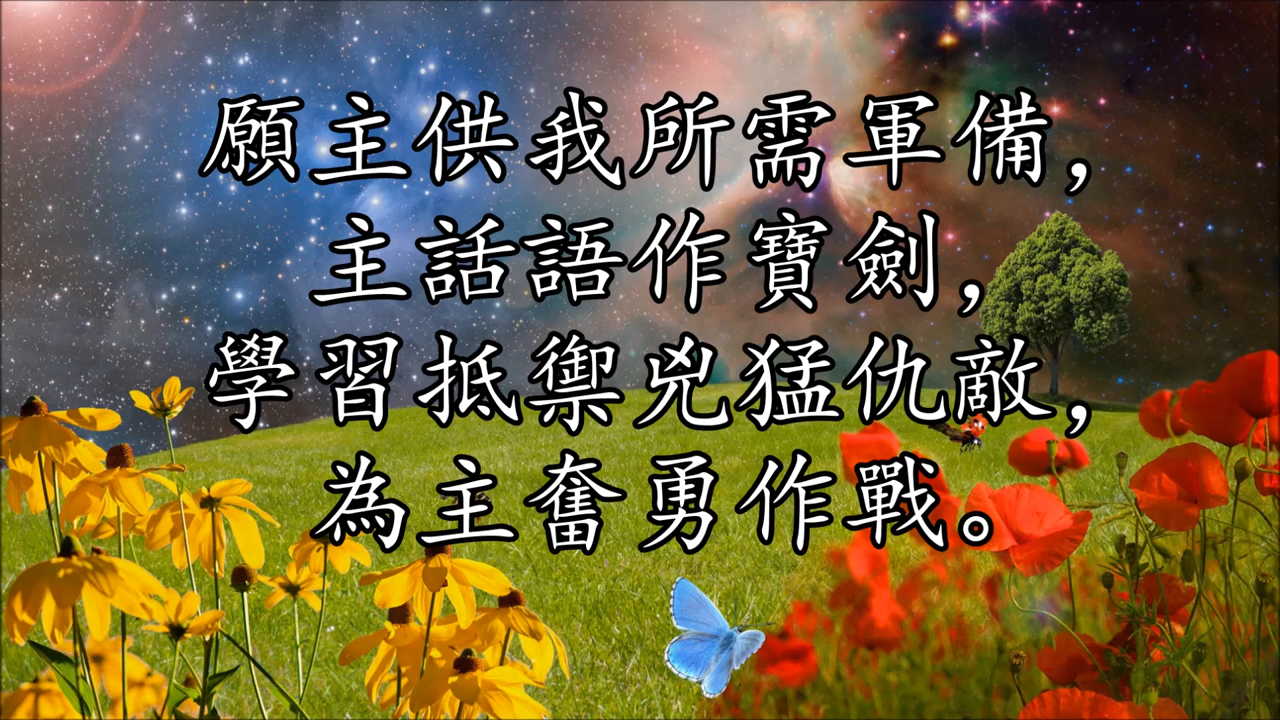 願主供我所需軍備，
主話語作寶劍，
學習抵禦兇猛仇敵，
為主奮勇作戰。